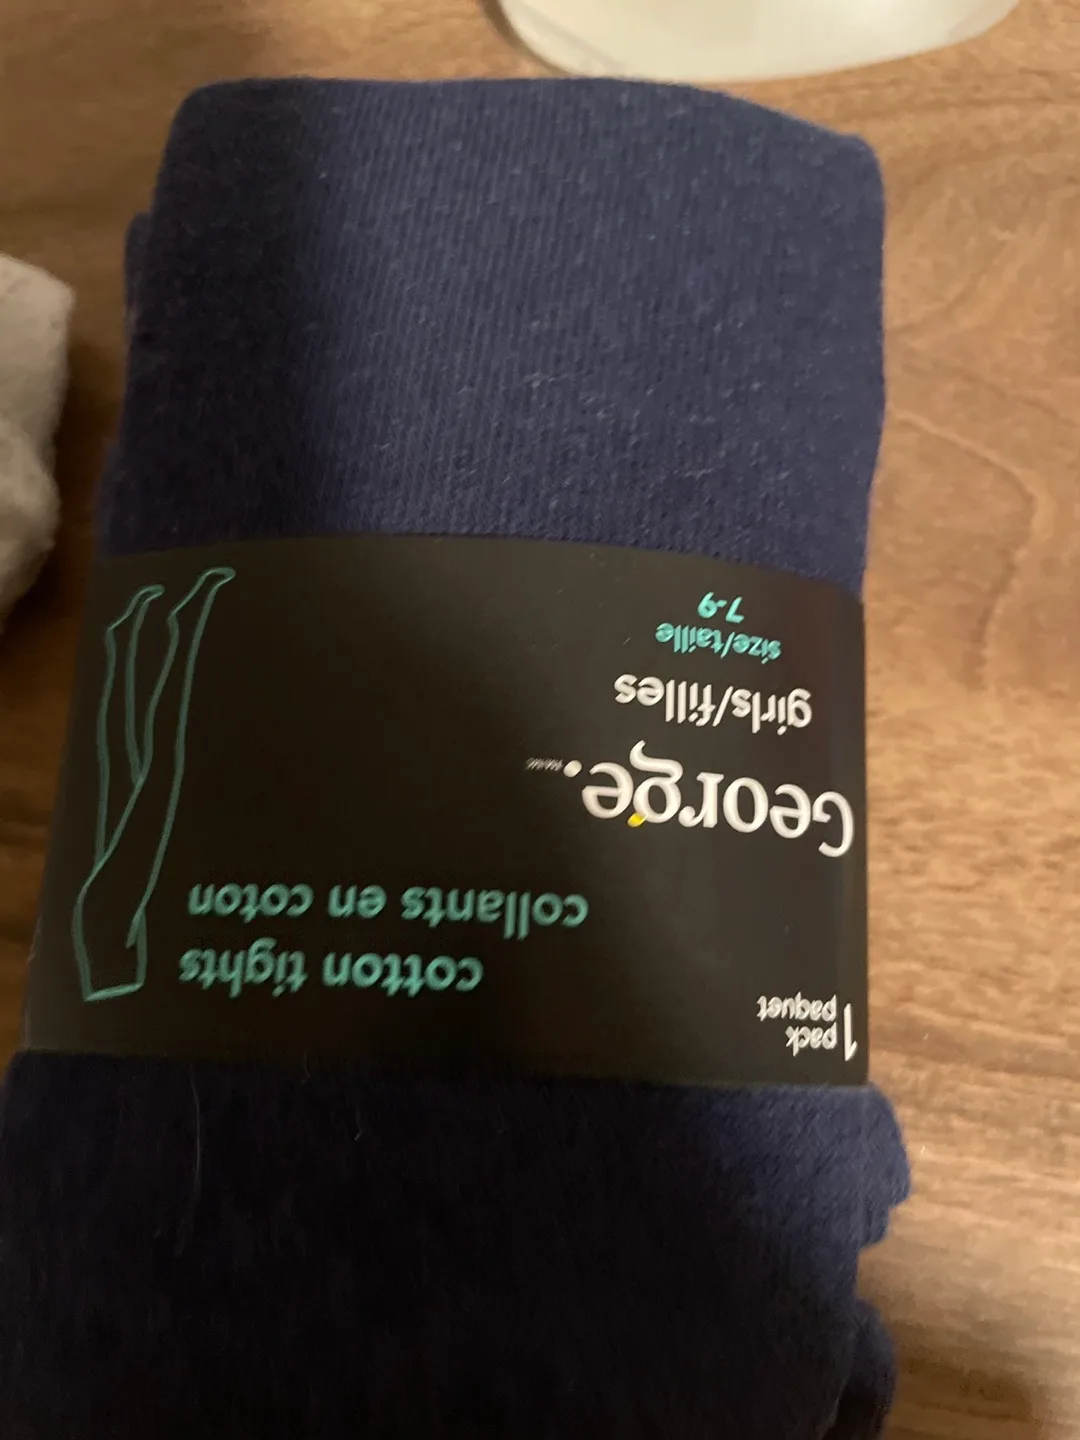 1 pack
paquet
cotton tights
collants en coton
George.
girls/filles
size/taille
7-9